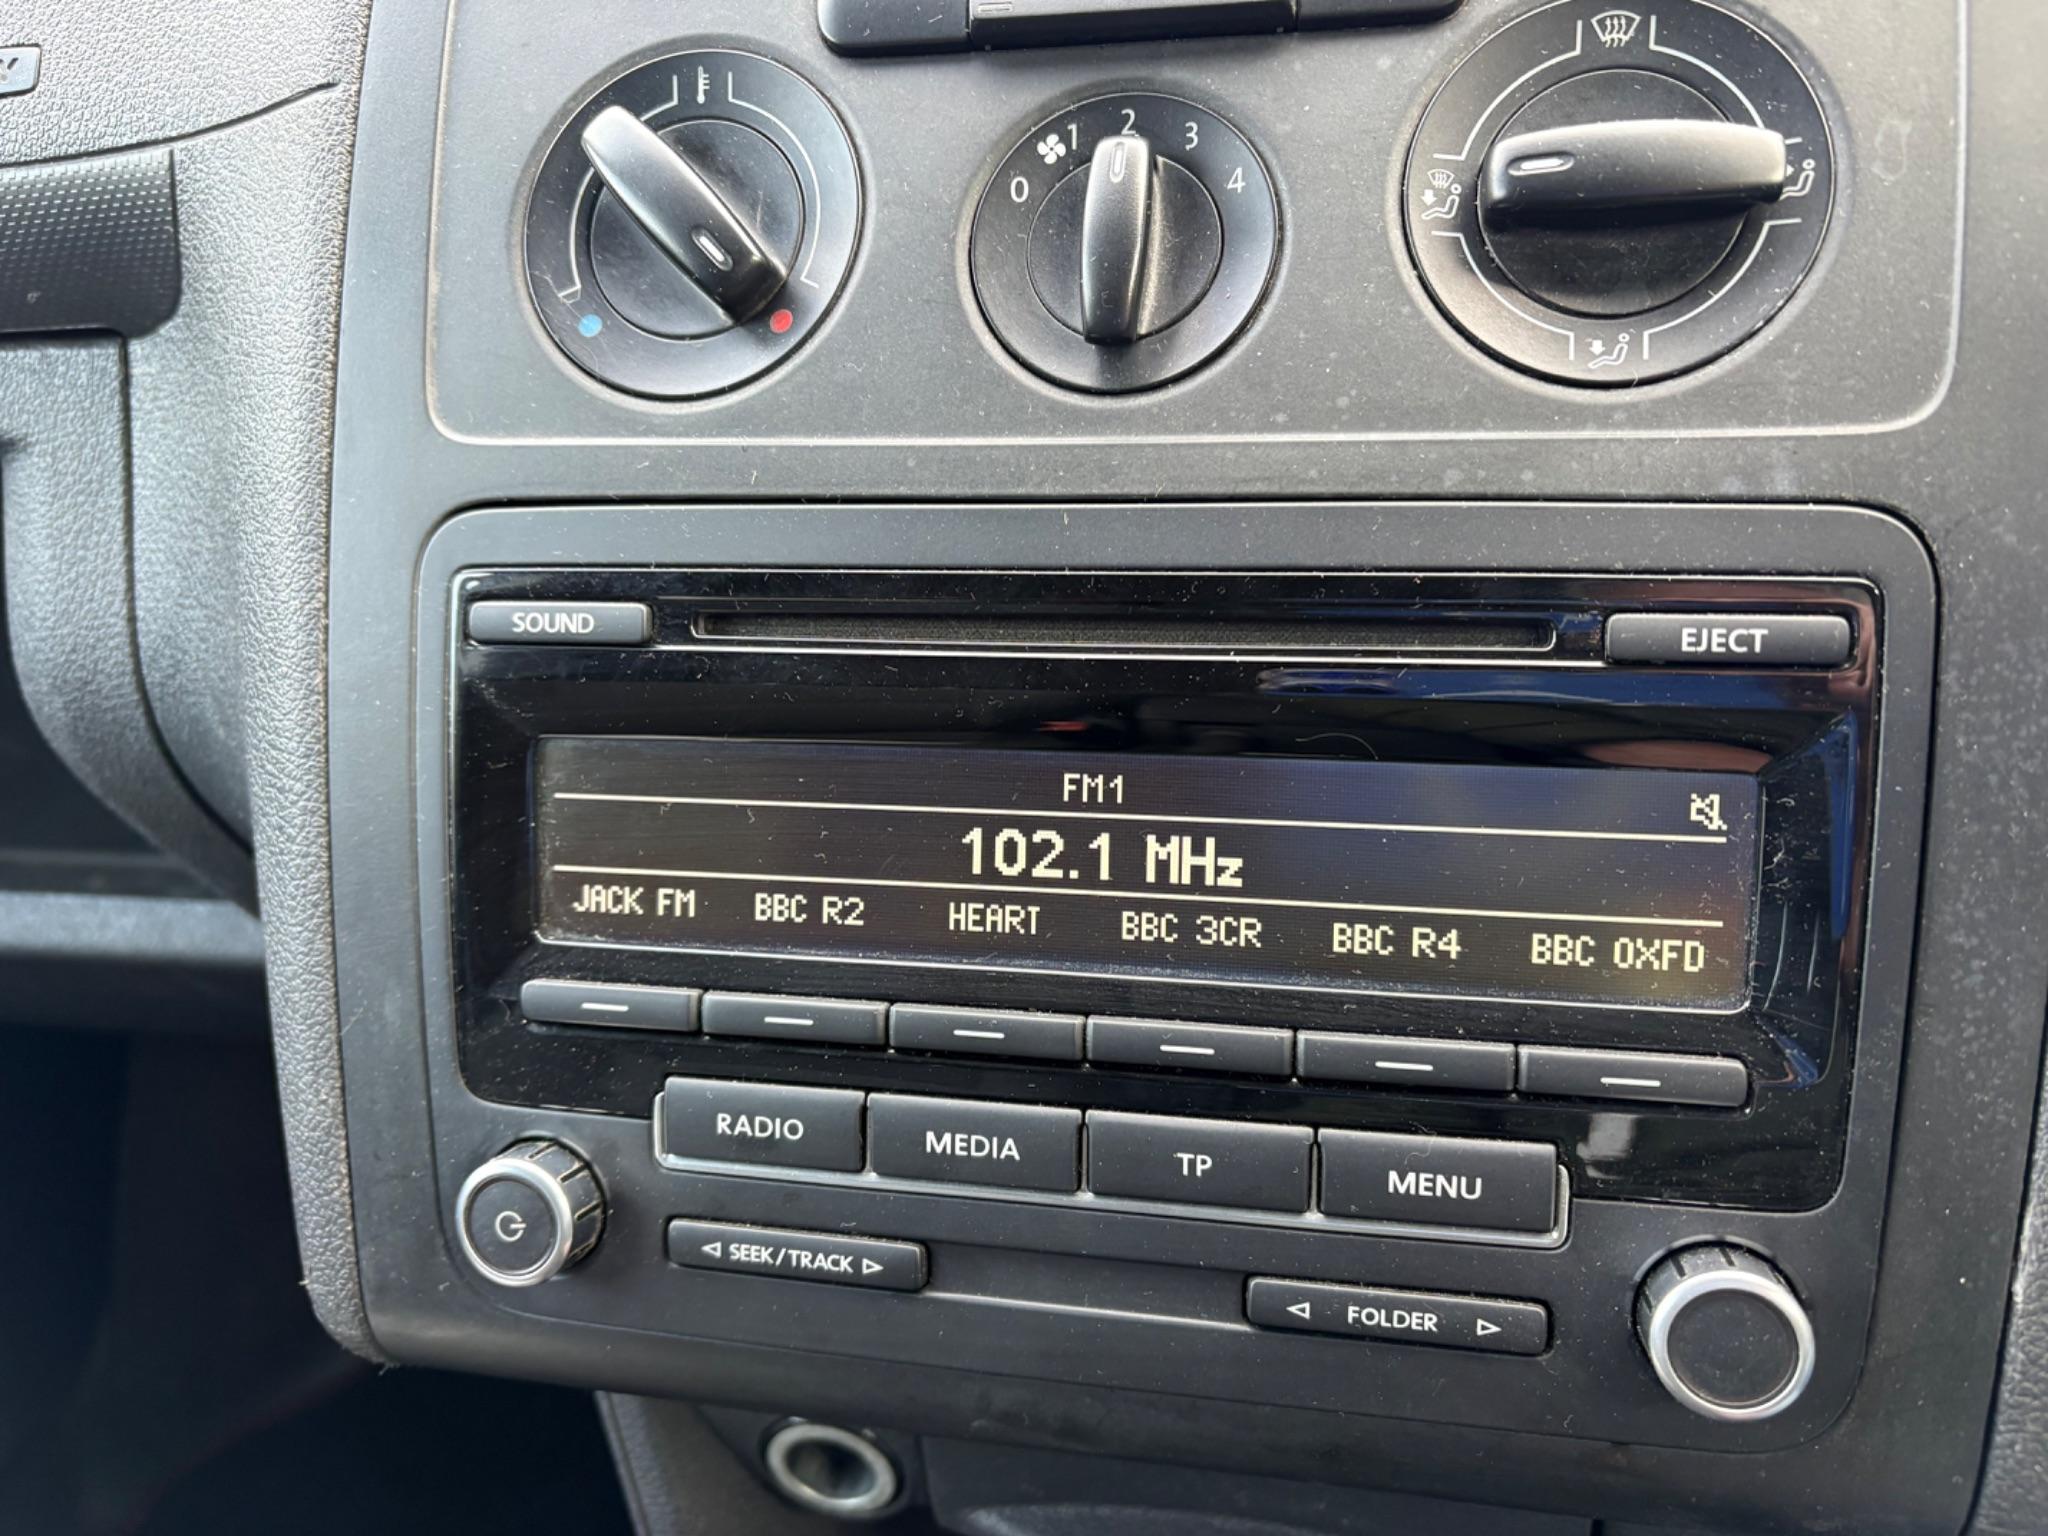 0 1 2 3 4
SOUND
EJECT
FM1
102.1 MHz
JACK FM BBC R2 HEART BBC 3CR BBC R4 BBC OXFD
RADIO MEDIA TP MENU
SEEK/TRACK
FOLDER